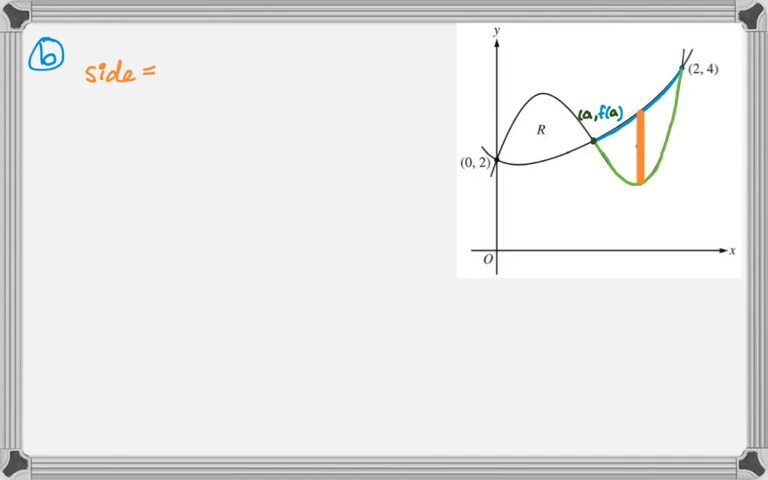 b
side =
y
(2, 4)
(a, f(a)
R
(0, 2)
x
O